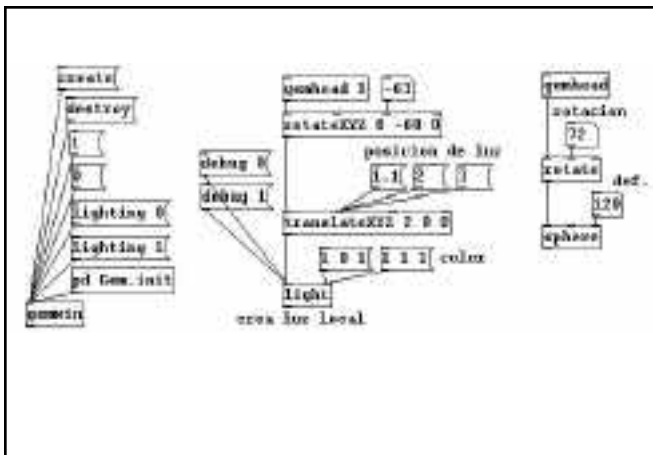 create
destroy
1
0
lighting 0
lighting 1
pd Gem.init
gemwin
gemhead 3 -63
rotateXYZ 0 -60 0
debug 0
debug 1
posicion de luz
1.1 2
translateXYZ 2 0 0
1 0 1 1 1 1 color
light
crea luz local
gemhead
rotacion
72
rotate
def.
120
sphere